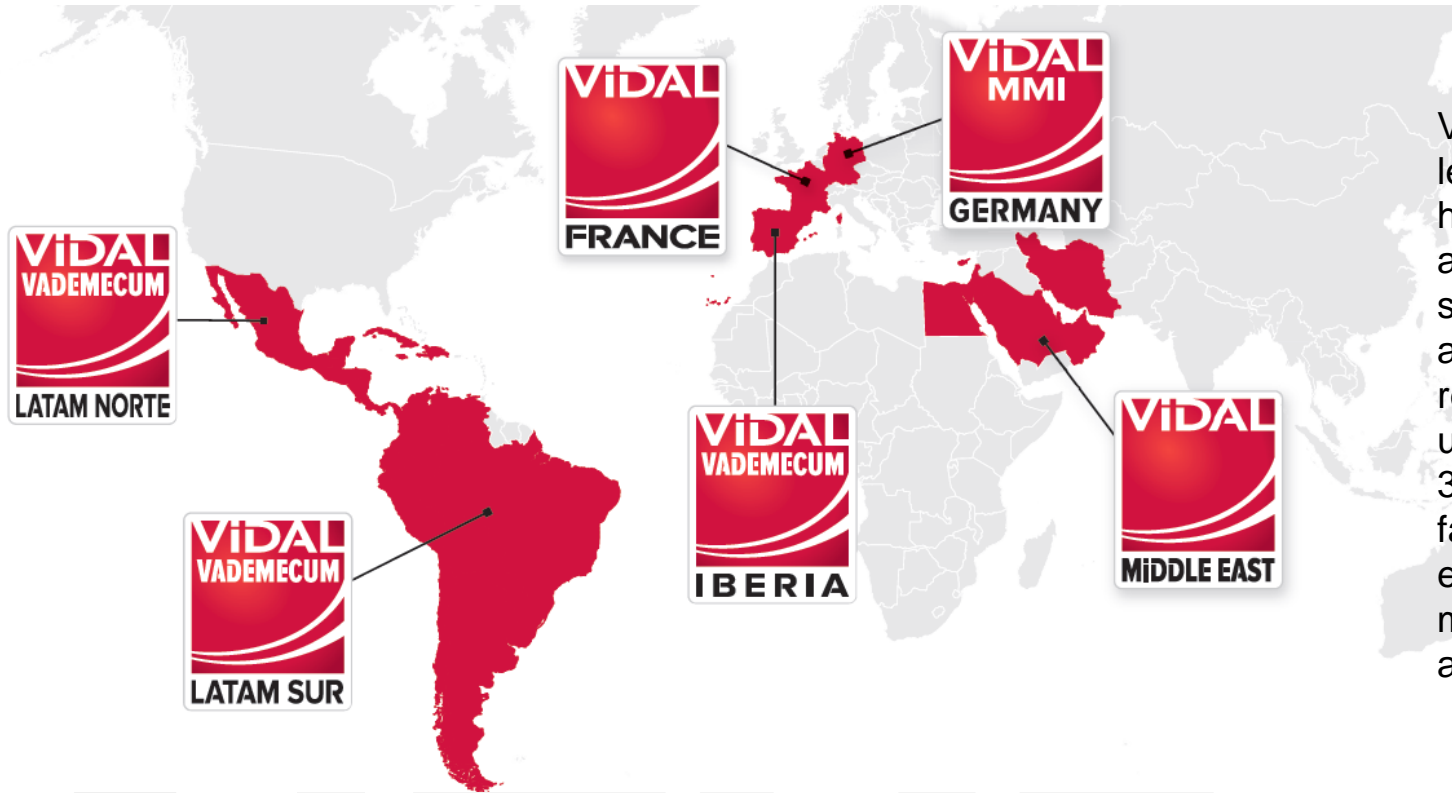 ViDAL
FRANCE
ViDAL
MMI
GERMANY
ViDAL
VADEMECUM
LATAM NORTE
ViDAL
VADEMECUM
IBERIA
ViDAL
MiDDLE EAST
ViDAL
VADEMECUM
LATAM SUR